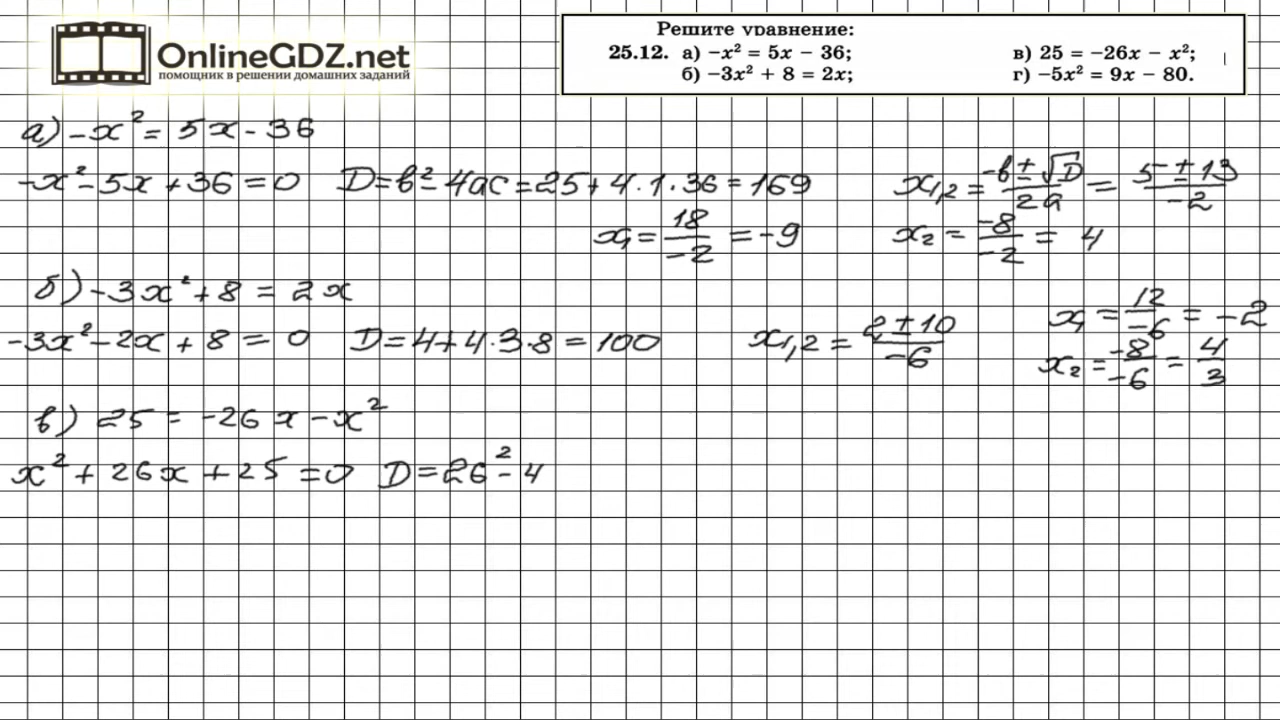 OnlineGDZ.net
помощник в решении домашних заданий
Решите уравнение:
25.12. а) −x² = 5x − 36; в) 25 = −26x − x²;
б) −3x² + 8 = 2x; г) −5x² = 9x − 80.
а) −x² = 5x − 36
−x² − 5x + 36 = 0 D = в² − 4ас = 25 + 4·1·36 = 169 x₁,₂ = (−в ± √D)/2а = (5 ± 13)/−2
x₁ = 18/−2 = −9 x₂ = −8/−2 = 4
б) −3x² + 8 = 2x
−3x² − 2x + 8 = 0 D = 4 + 4·3·8 = 100 x₁,₂ = (2 ± 10)/−6 x₁ = 12/−6 = −2
x₂ = −8/−6 = 4/3
в) 25 = −26x − x²
x² + 26x + 25 = 0 D = 26² − 4